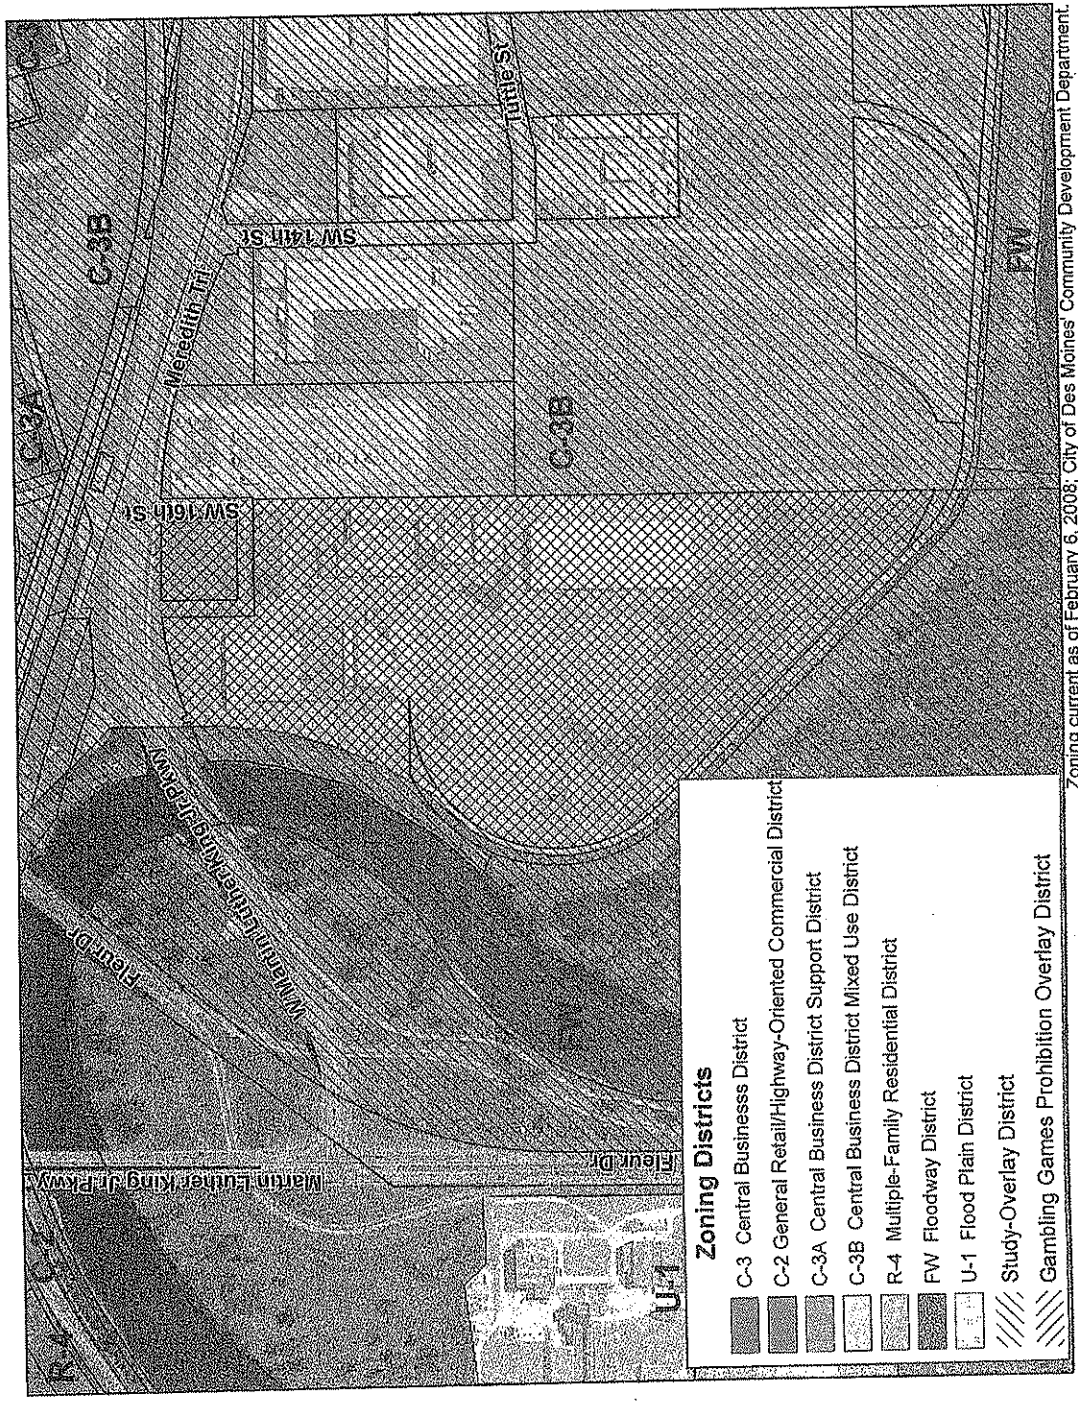 R-4
C-2
Martin Luther King Jr Pkwy
Fleur Dr
W Martin Luther King Jr Pkwy
C-3A
C-3B
Meredith Trl
SW 16th St
SW 14th St
Tuttle St
C-3B
FW
U-1
Fleur Dr
Zoning Districts
C-3 Central Businesss District
C-2 General Retail/Highway-Oriented Commercial District
C-3A Central Business District Support District
C-3B Central Business District Mixed Use District
R-4 Multiple-Family Residential District
FW Floodway District
U-1 Flood Plain District
Study-Overlay District
Gambling Games Prohibition Overlay District
Zoning current as of February 6, 2008; City of Des Moines' Community Development Department.